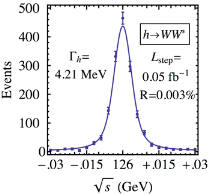 500
400
300
200
100
0
Events
Γh=
4.21 MeV
h→WW*
Lstep=
0.05 fb⁻¹
R=0.003%
-.03 -.015 126 +.015 +.03
√s (GeV)